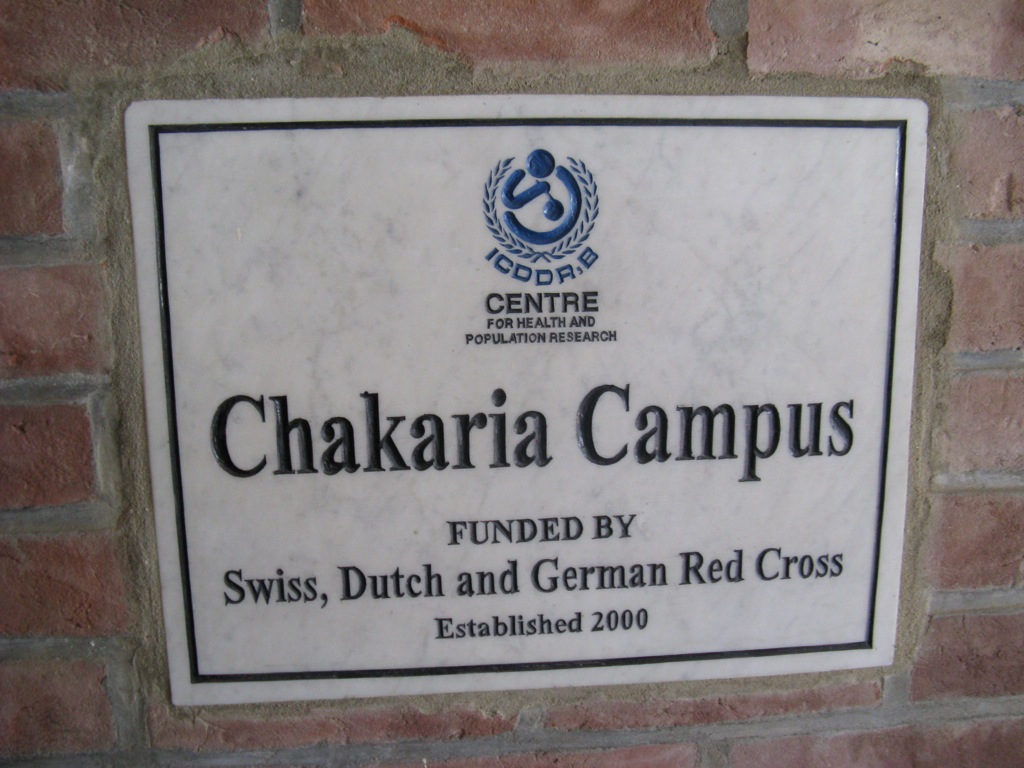 ICDDR,B
CENTRE
FOR HEALTH AND
POPULATION RESEARCH
Chakaria Campus
FUNDED BY
Swiss, Dutch and German Red Cross
Established 2000